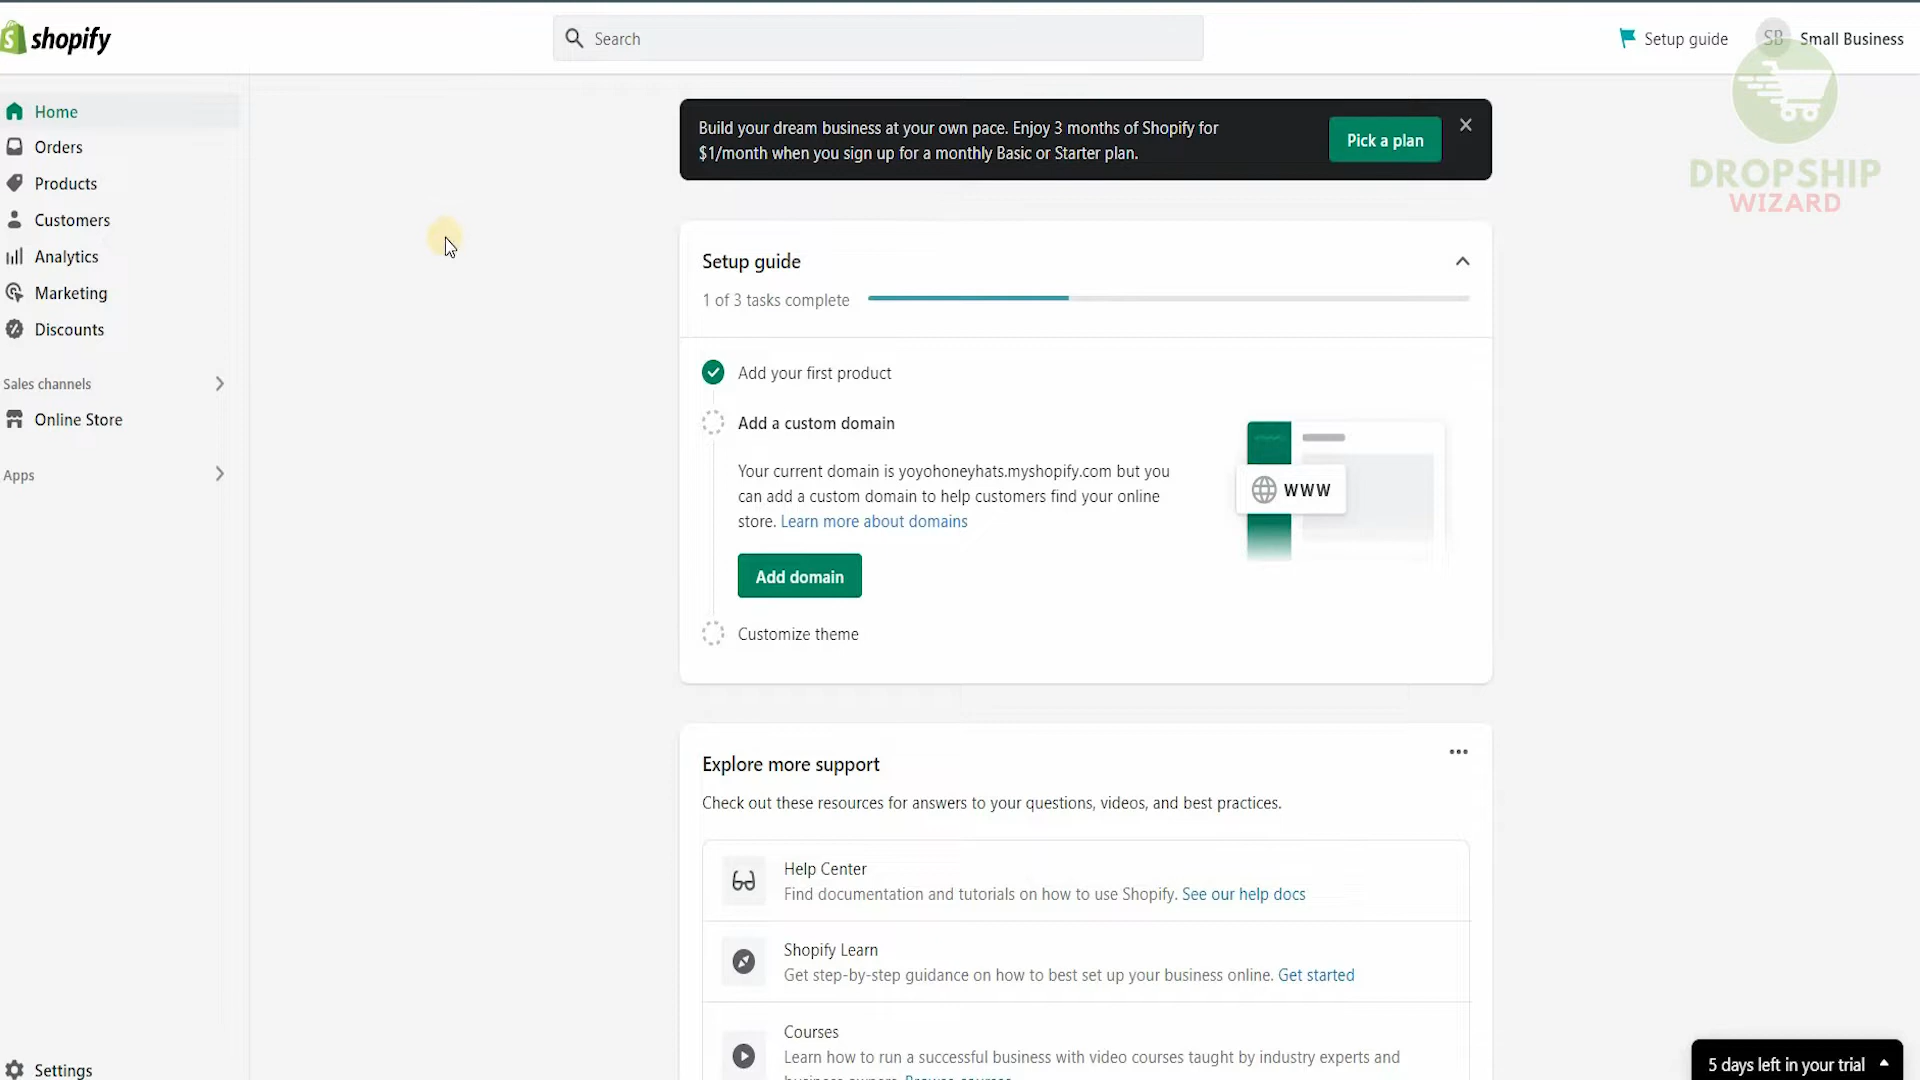 shopify
Search
Setup guide
SB
Small Business
DROPSHIP
WIZARD
Home
Orders
Products
Customers
Analytics
Marketing
Discounts
Sales channels
Online Store
Apps
Settings
Build your dream business at your own pace. Enjoy 3 months of Shopify for
$1/month when you sign up for a monthly Basic or Starter plan.
Pick a plan
Setup guide
1 of 3 tasks complete
Add your first product
Add a custom domain
Your current domain is yoyohoneyhats.myshopify.com but you
can add a custom domain to help customers find your online
store. Learn more about domains
WWW
Add domain
Customize theme
Explore more support
Check out these resources for answers to your questions, videos, and best practices.
Help Center
Find documentation and tutorials on how to use Shopify. See our help docs
Shopify Learn
Get step-by-step guidance on how to best set up your business online. Get started
Courses
Learn how to run a successful business with video courses taught by industry experts and
5 days left in your trial